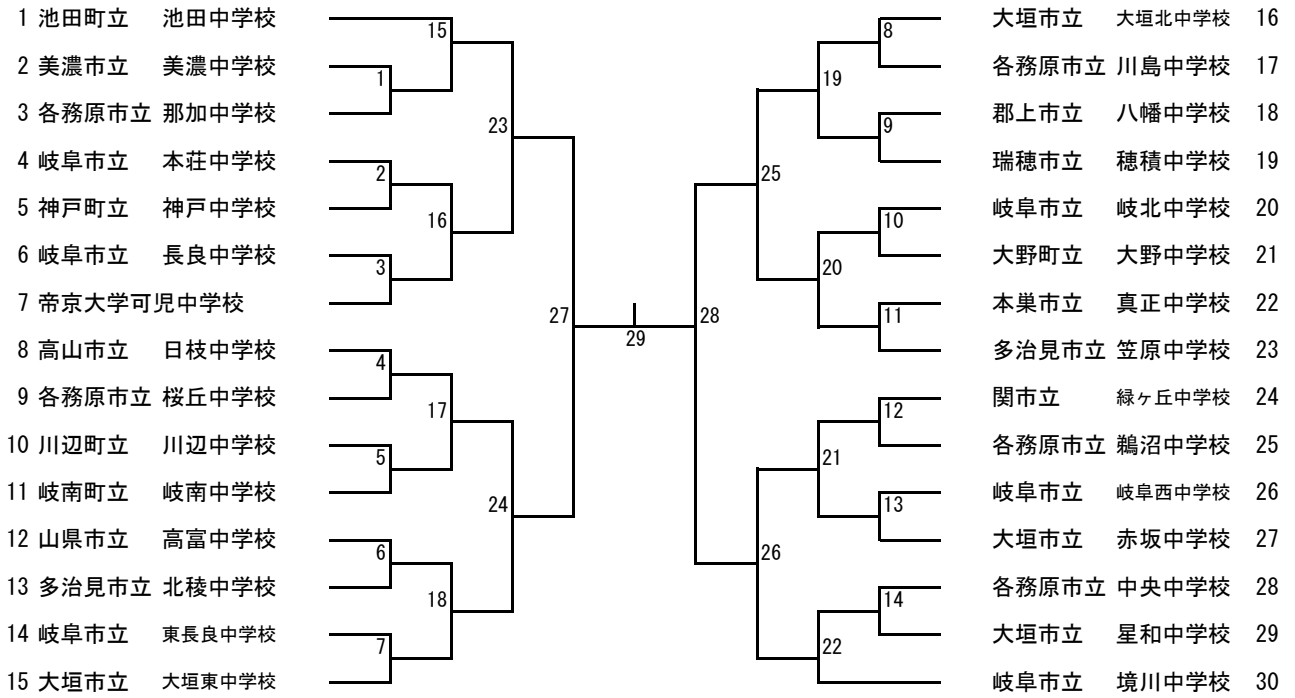 1 池田町立 池田中学校
2 美濃市立 美濃中学校
3 各務原市立 那加中学校
4 岐阜市立 本荘中学校
5 神戸町立 神戸中学校
6 岐阜市立 長良中学校
7 帝京大学可児中学校
8 高山市立 日枝中学校
9 各務原市立 桜丘中学校
10 川辺町立 川辺中学校
11 岐南町立 岐南中学校
12 山県市立 高富中学校
13 多治見市立 北稜中学校
14 岐阜市立 東長良中学校
15 大垣市立 大垣東中学校
15
1
23
2
16
3
27
4
17
5
24
6
18
7
29
28
8
19
9
25
10
20
11
12
21
13
26
14
22
大垣市立 大垣北中学校 16
各務原市立 川島中学校 17
郡上市立 八幡中学校 18
瑞穂市立 穂積中学校 19
岐阜市立 岐北中学校 20
大野町立 大野中学校 21
本巣市立 真正中学校 22
多治見市立 笠原中学校 23
関市立 緑ヶ丘中学校 24
各務原市立 鵜沼中学校 25
岐阜市立 岐阜西中学校 26
大垣市立 赤坂中学校 27
各務原市立 中央中学校 28
大垣市立 星和中学校 29
岐阜市立 境川中学校 30